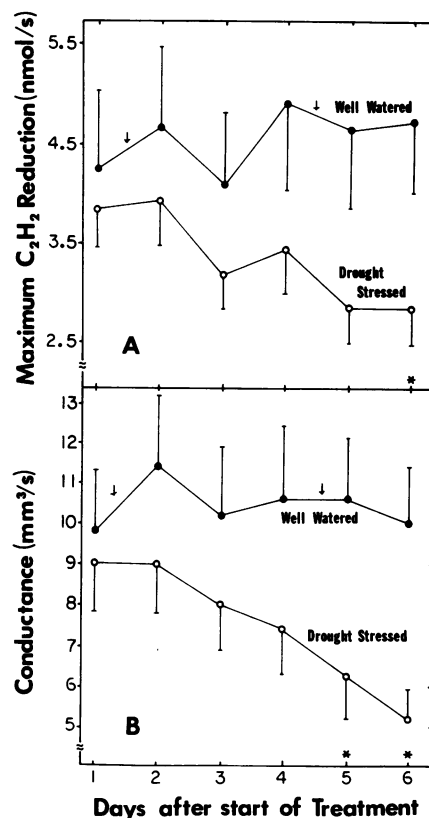 Maximum C₂H₂ Reduction (nmol/s)
5.5
4.5
3.5
2.5
↓ Well Watered
↓
Drought
Stressed
A
*
Conductance (mm³/s)
13
12
11
10
9
8
7
6
5
↓
↓
Well Watered
Drought Stressed
B
* *
1 2 3 4 5 6
Days after start of Treatment